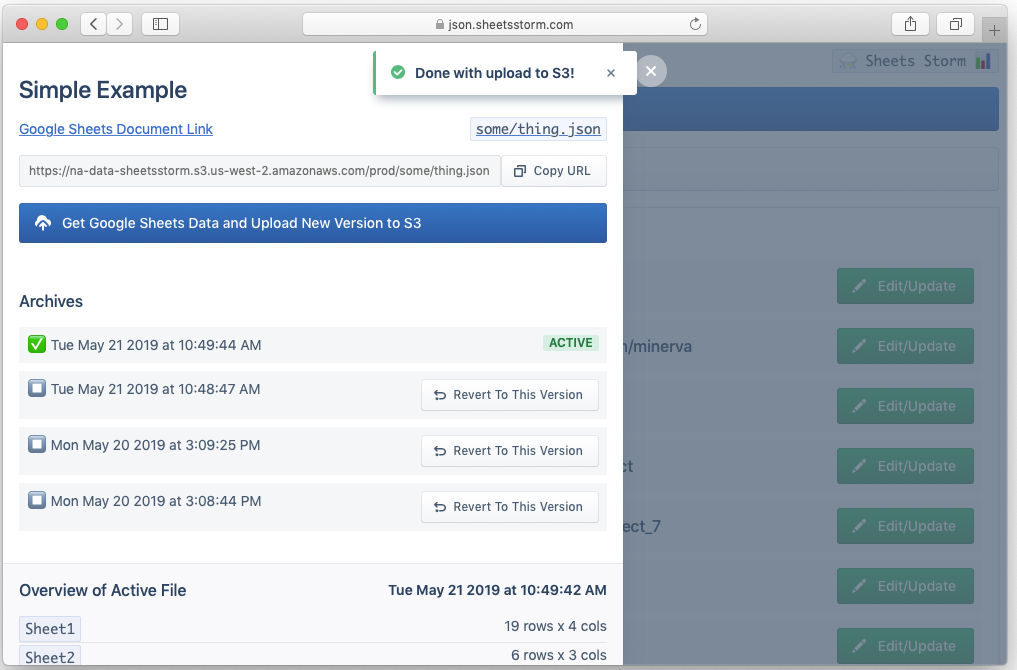 json.sheetsstorm.com
Done with upload to S3!
Sheets Storm
Simple Example
Google Sheets Document Link
some/thing.json
https://na-data-sheetsstorm.s3.us-west-2.amazonaws.com/prod/some/thing.json
Copy URL
Get Google Sheets Data and Upload New Version to S3
Archives
Tue May 21 2019 at 10:49:44 AM
ACTIVE
Tue May 21 2019 at 10:48:47 AM
Revert To This Version
Mon May 20 2019 at 3:09:25 PM
Revert To This Version
Mon May 20 2019 at 3:08:44 PM
Revert To This Version
Overview of Active File
Tue May 21 2019 at 10:49:42 AM
Sheet1
19 rows x 4 cols
Sheet2
6 rows x 3 cols
Edit/Update
/minerva
Edit/Update
Edit/Update
ct
Edit/Update
ect_7
Edit/Update
Edit/Update
Edit/Update